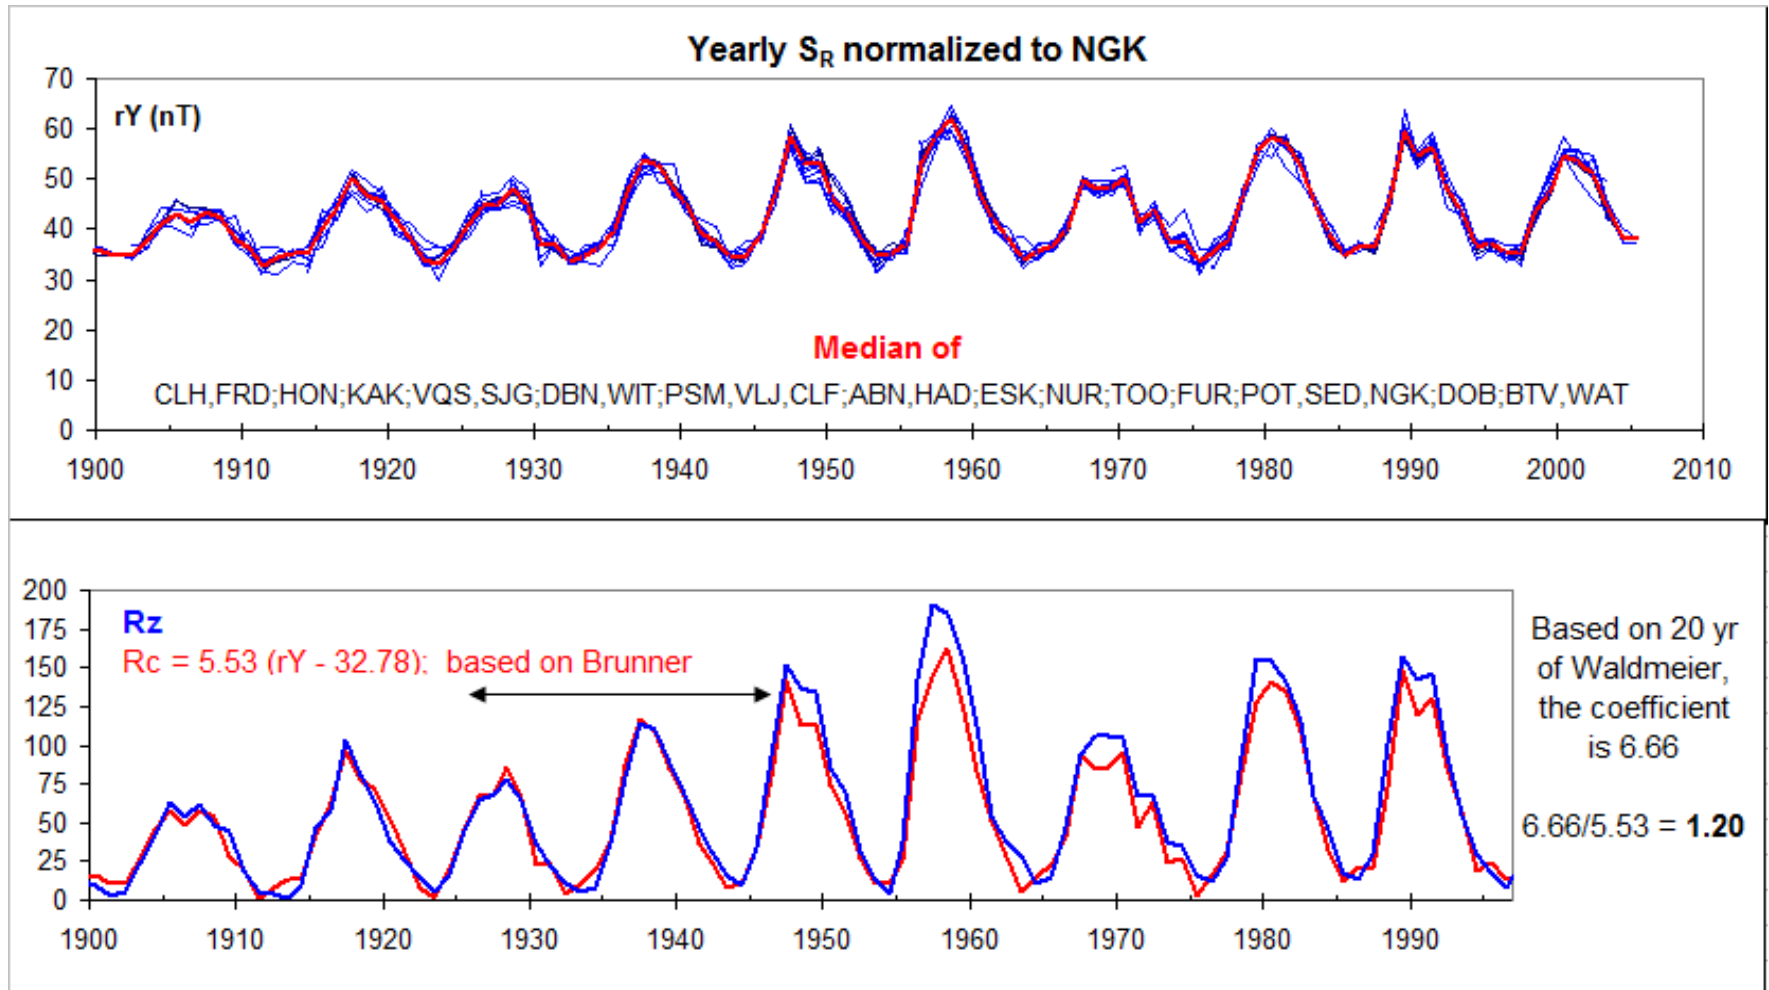 Yearly SR normalized to NGK
70
60
50
40
30
20
10
0
rY (nT)
Median of
CLH,FRD;HON;KAK;VQS,SJG;DBN,WIT;PSM,VLJ,CLF;ABN,HAD;ESK;NUR;TOO;FUR;POT,SED,NGK;DOB;BTV,WAT
1900 1910 1920 1930 1940 1950 1960 1970 1980 1990 2000 2010
200
175
150
125
100
75
50
25
0
Rz
Rc = 5.53 (rY - 32.78); based on Brunner
1900 1910 1920 1930 1940 1950 1960 1970 1980 1990
Based on 20 yr
of Waldmeier,
the coefficient
is 6.66
6.66/5.53 = 1.20